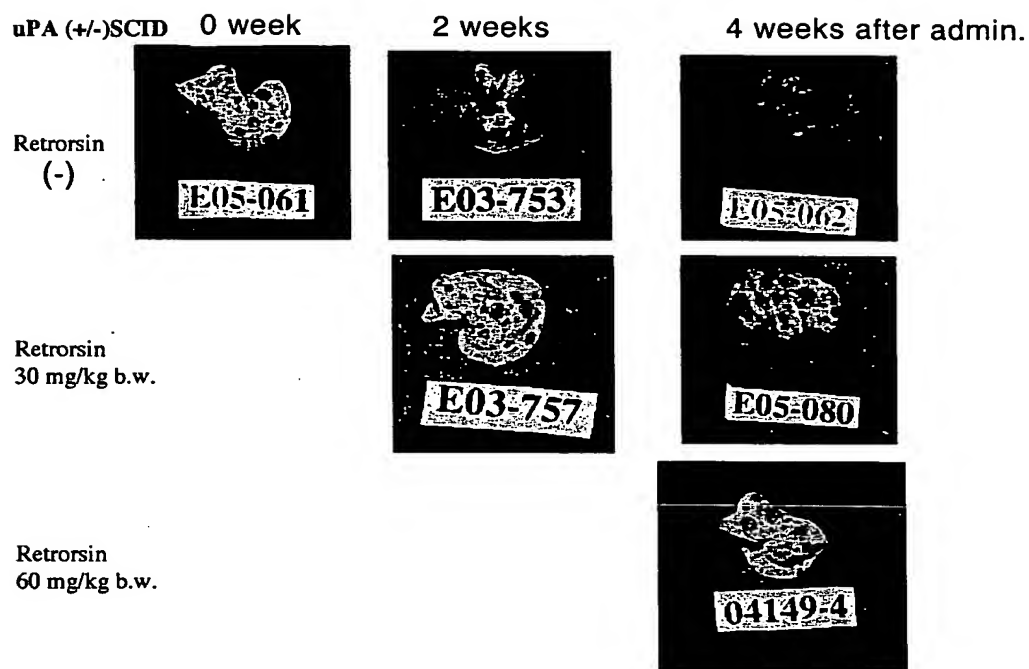 uPA (+/-)SCID 0 week 2 weeks 4 weeks after admin.
Retrorsin
(-)
E05-061 E03-753 E05-062
Retrorsin
30 mg/kg b.w.
E03-757 E05-080
Retrorsin
60 mg/kg b.w.
04149-4